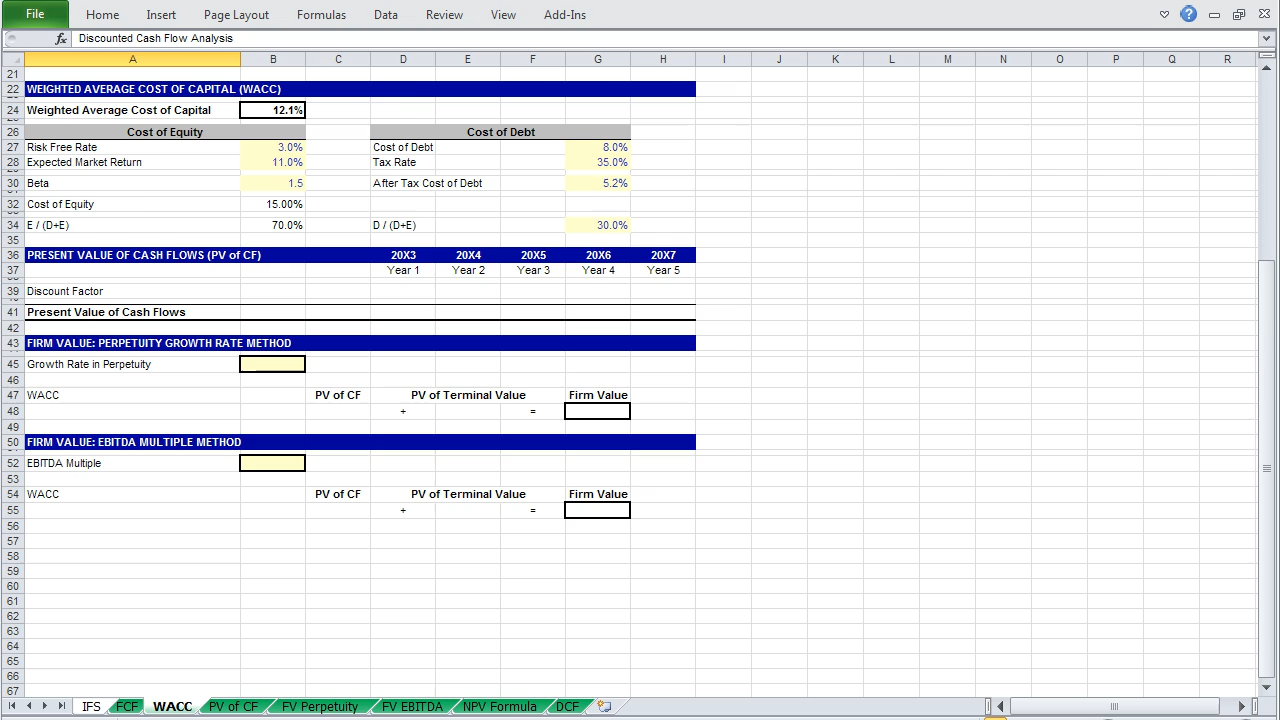 File Home Insert Page Layout Formulas Data Review View Add-Ins
fx Discounted Cash Flow Analysis
A B C D E F G H I J K L M N O P Q R
21
22 WEIGHTED AVERAGE COST OF CAPITAL (WACC)
24 Weighted Average Cost of Capital 12.1%
26 Cost of Equity Cost of Debt
27 Risk Free Rate 3.0% Cost of Debt 8.0%
28 Expected Market Return 11.0% Tax Rate 35.0%
30 Beta 1.5 After Tax Cost of Debt 5.2%
32 Cost of Equity 15.00%
34 E / (D+E) 70.0% D / (D+E) 30.0%
35
36 PRESENT VALUE OF CASH FLOWS (PV of CF) 20X3 20X4 20X5 20X6 20X7
37 Year 1 Year 2 Year 3 Year 4 Year 5
39 Discount Factor
41 Present Value of Cash Flows
42
43 FIRM VALUE: PERPETUITY GROWTH RATE METHOD
45 Growth Rate in Perpetuity
46
47 WACC PV of CF PV of Terminal Value Firm Value
48 + =
49
50 FIRM VALUE: EBITDA MULTIPLE METHOD
52 EBITDA Multiple
53
54 WACC PV of CF PV of Terminal Value Firm Value
55 + =
56
57
58
59
60
61
62
63
64
65
66
67
IFS FCF WACC PV of CF FV Perpetuity FV EBITDA NPV Formula DCF